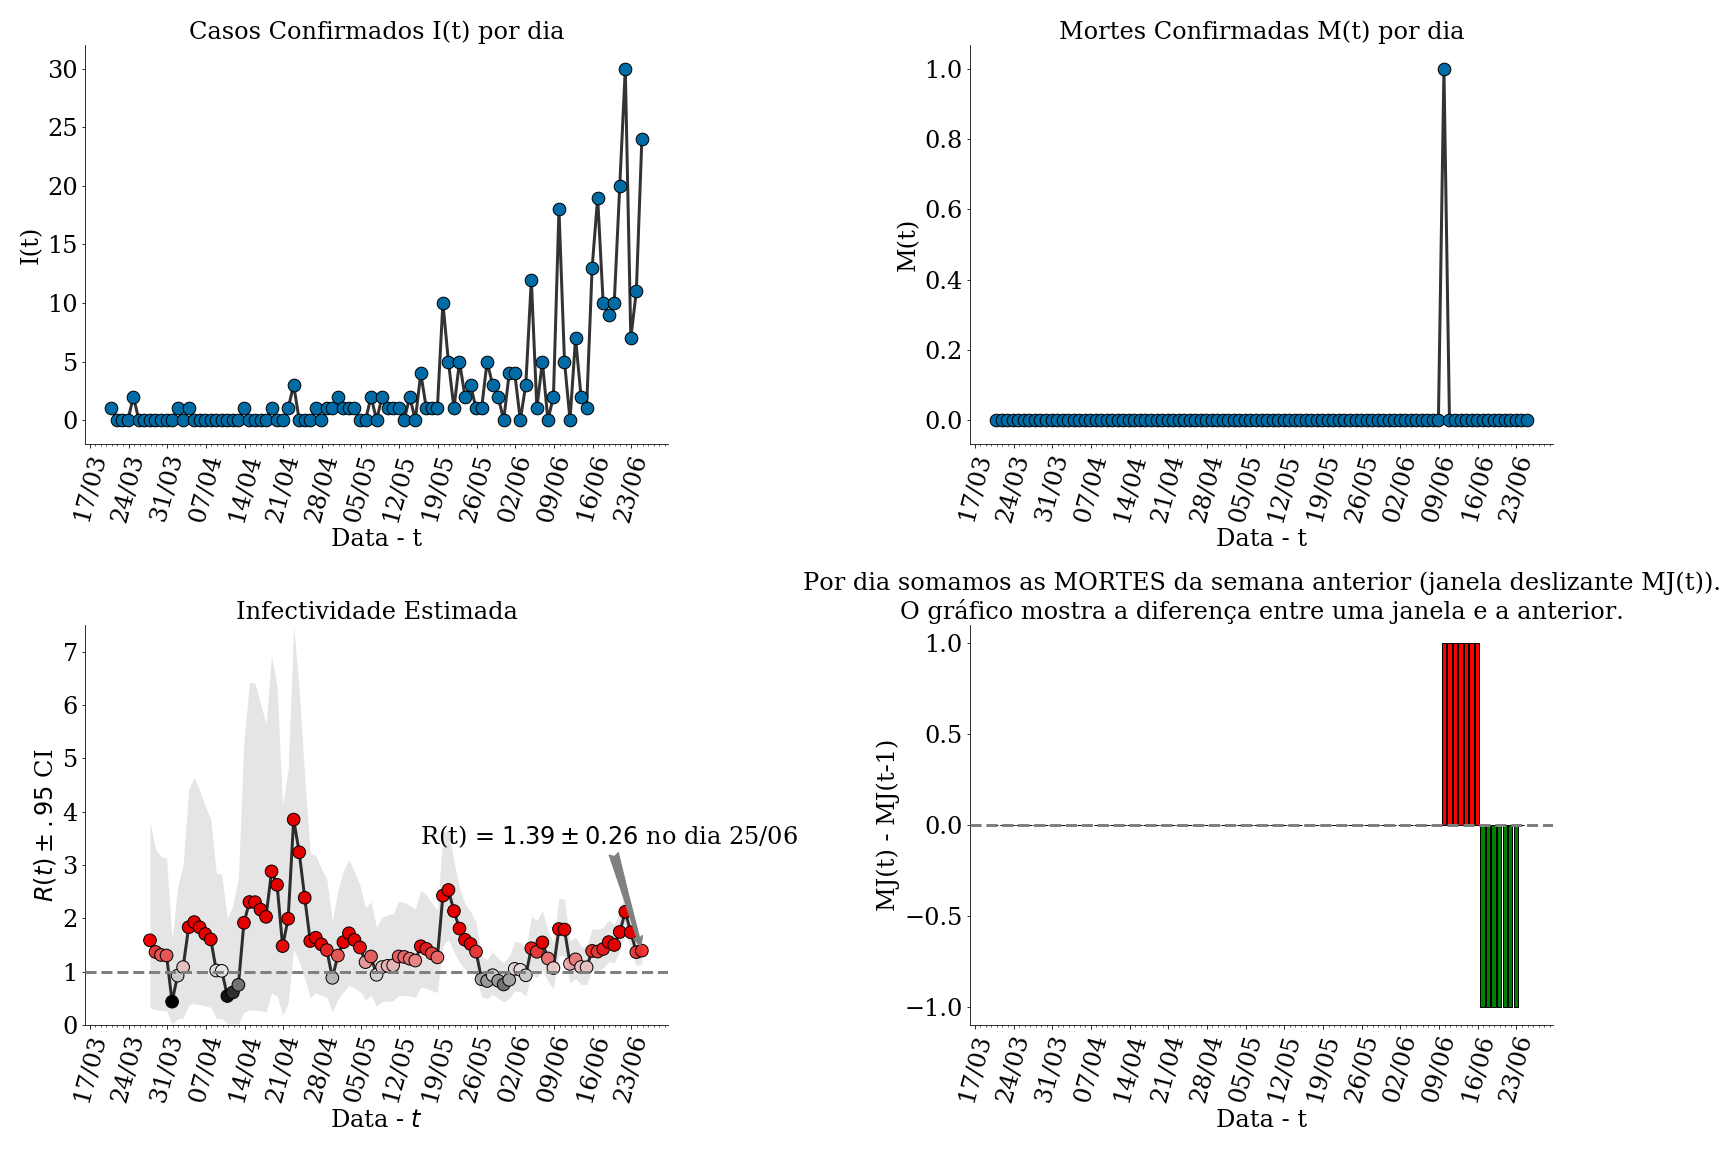 Casos Confirmados I(t) por dia
I(t)
30
25
20
15
10
5
0
17/03 24/03 31/03 07/04 14/04 21/04 28/04 05/05 12/05 19/05 26/05 02/06 09/06 16/06 23/06
Data - t
Mortes Confirmadas M(t) por dia
M(t)
1.0
0.8
0.6
0.4
0.2
0.0
17/03 24/03 31/03 07/04 14/04 21/04 28/04 05/05 12/05 19/05 26/05 02/06 09/06 16/06 23/06
Data - t
Infectividade Estimada
R(t) ± .95 CI
7
6
5
4
3
2
1
0
R(t) = 1.39 ± 0.26 no dia 25/06
17/03 24/03 31/03 07/04 14/04 21/04 28/04 05/05 12/05 19/05 26/05 02/06 09/06 16/06 23/06
Data - t
Por dia somamos as MORTES da semana anterior (janela deslizante MJ(t)).
O gráfico mostra a diferença entre uma janela e a anterior.
MJ(t) - MJ(t-1)
1.0
0.5
0.0
−0.5
−1.0
17/03 24/03 31/03 07/04 14/04 21/04 28/04 05/05 12/05 19/05 26/05 02/06 09/06 16/06 23/06
Data - t